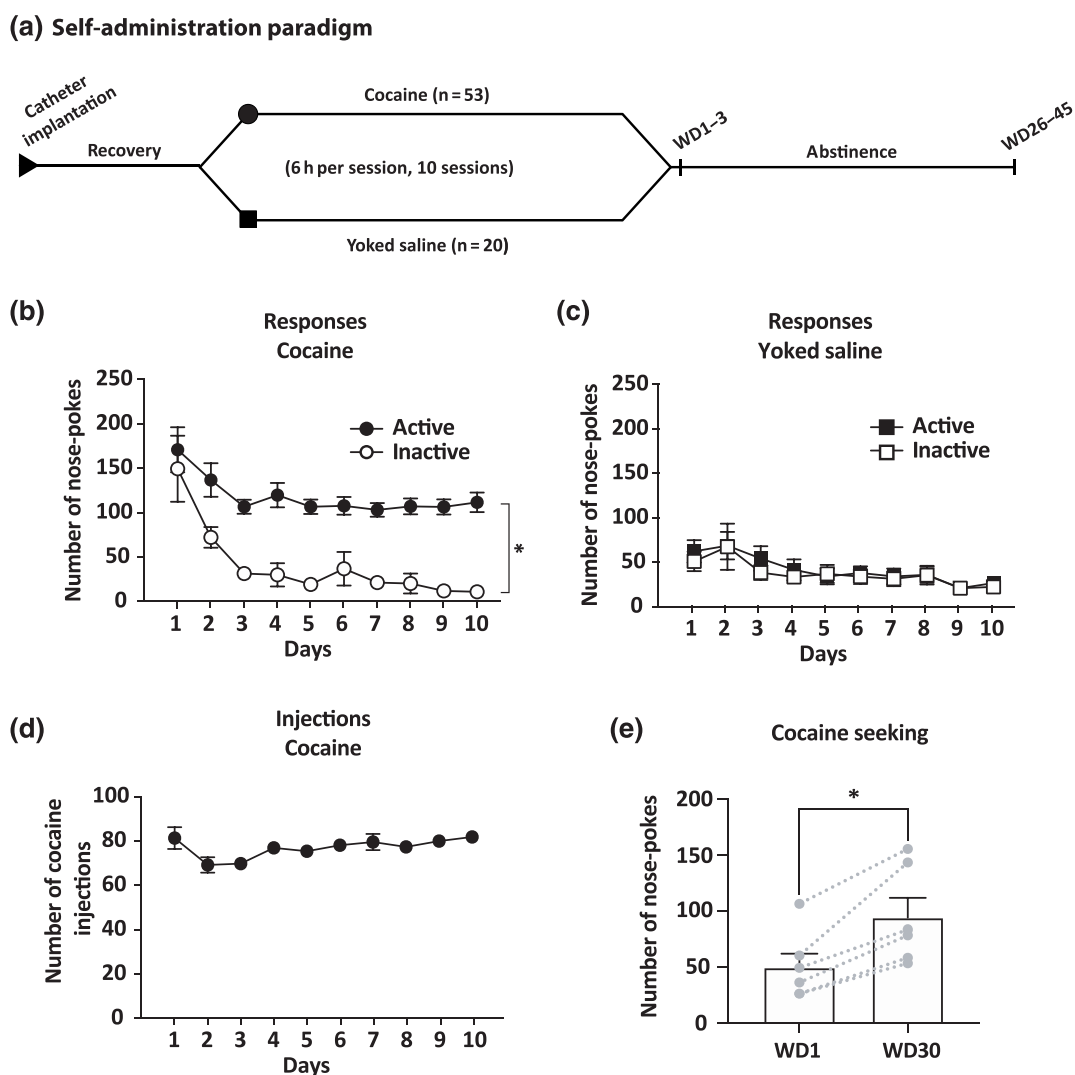 (a) Self-administration paradigm
Catheter
implantation
Recovery
Cocaine (n = 53)
(6 h per session, 10 sessions)
Yoked saline (n = 20)
WD1–3
Abstinence
WD26–45
(b)
Responses
Cocaine
Number of nose-pokes
250
200
150
100
50
0
Active
Inactive
*
1 2 3 4 5 6 7 8 9 10
Days
(c)
Responses
Yoked saline
Number of nose-pokes
250
200
150
100
50
0
Active
Inactive
1 2 3 4 5 6 7 8 9 10
Days
(d)
Injections
Cocaine
Number of cocaine
injections
100
80
60
40
20
0
1 2 3 4 5 6 7 8 9 10
Days
(e)
Cocaine seeking
Number of nose-pokes
200
150
100
50
0
*
WD1 WD30